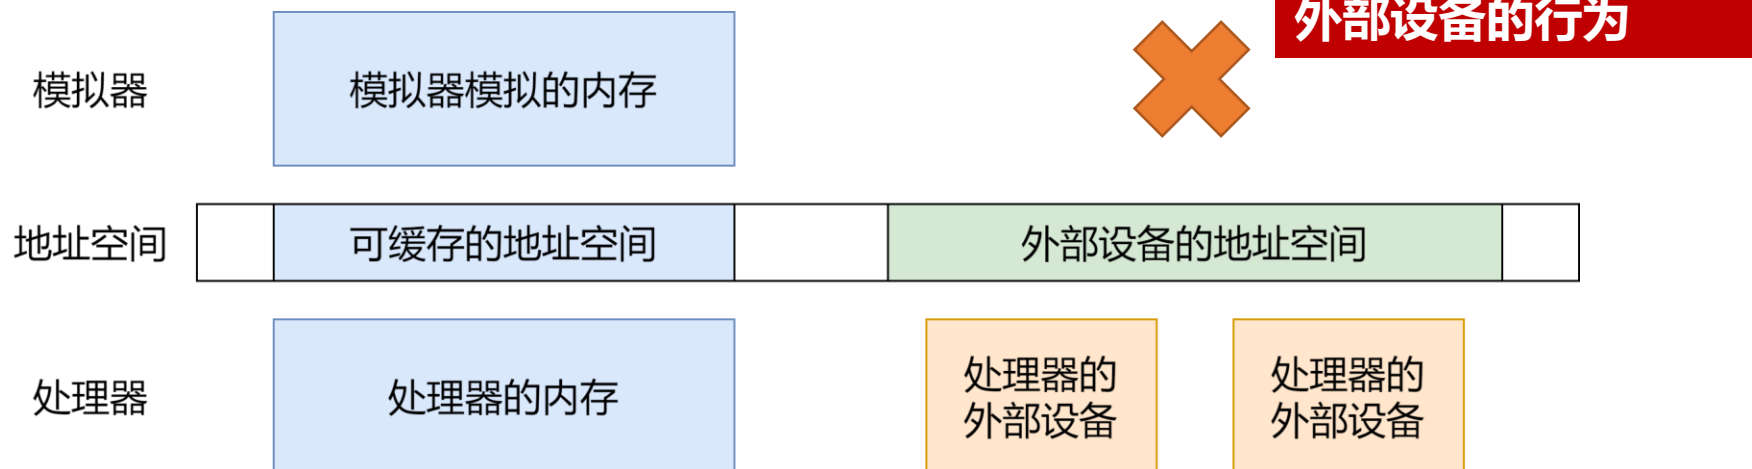 外部设备的行为
模拟器
模拟器模拟的内存
地址空间
可缓存的地址空间
外部设备的地址空间
处理器
处理器的内存
处理器的
外部设备
处理器的
外部设备